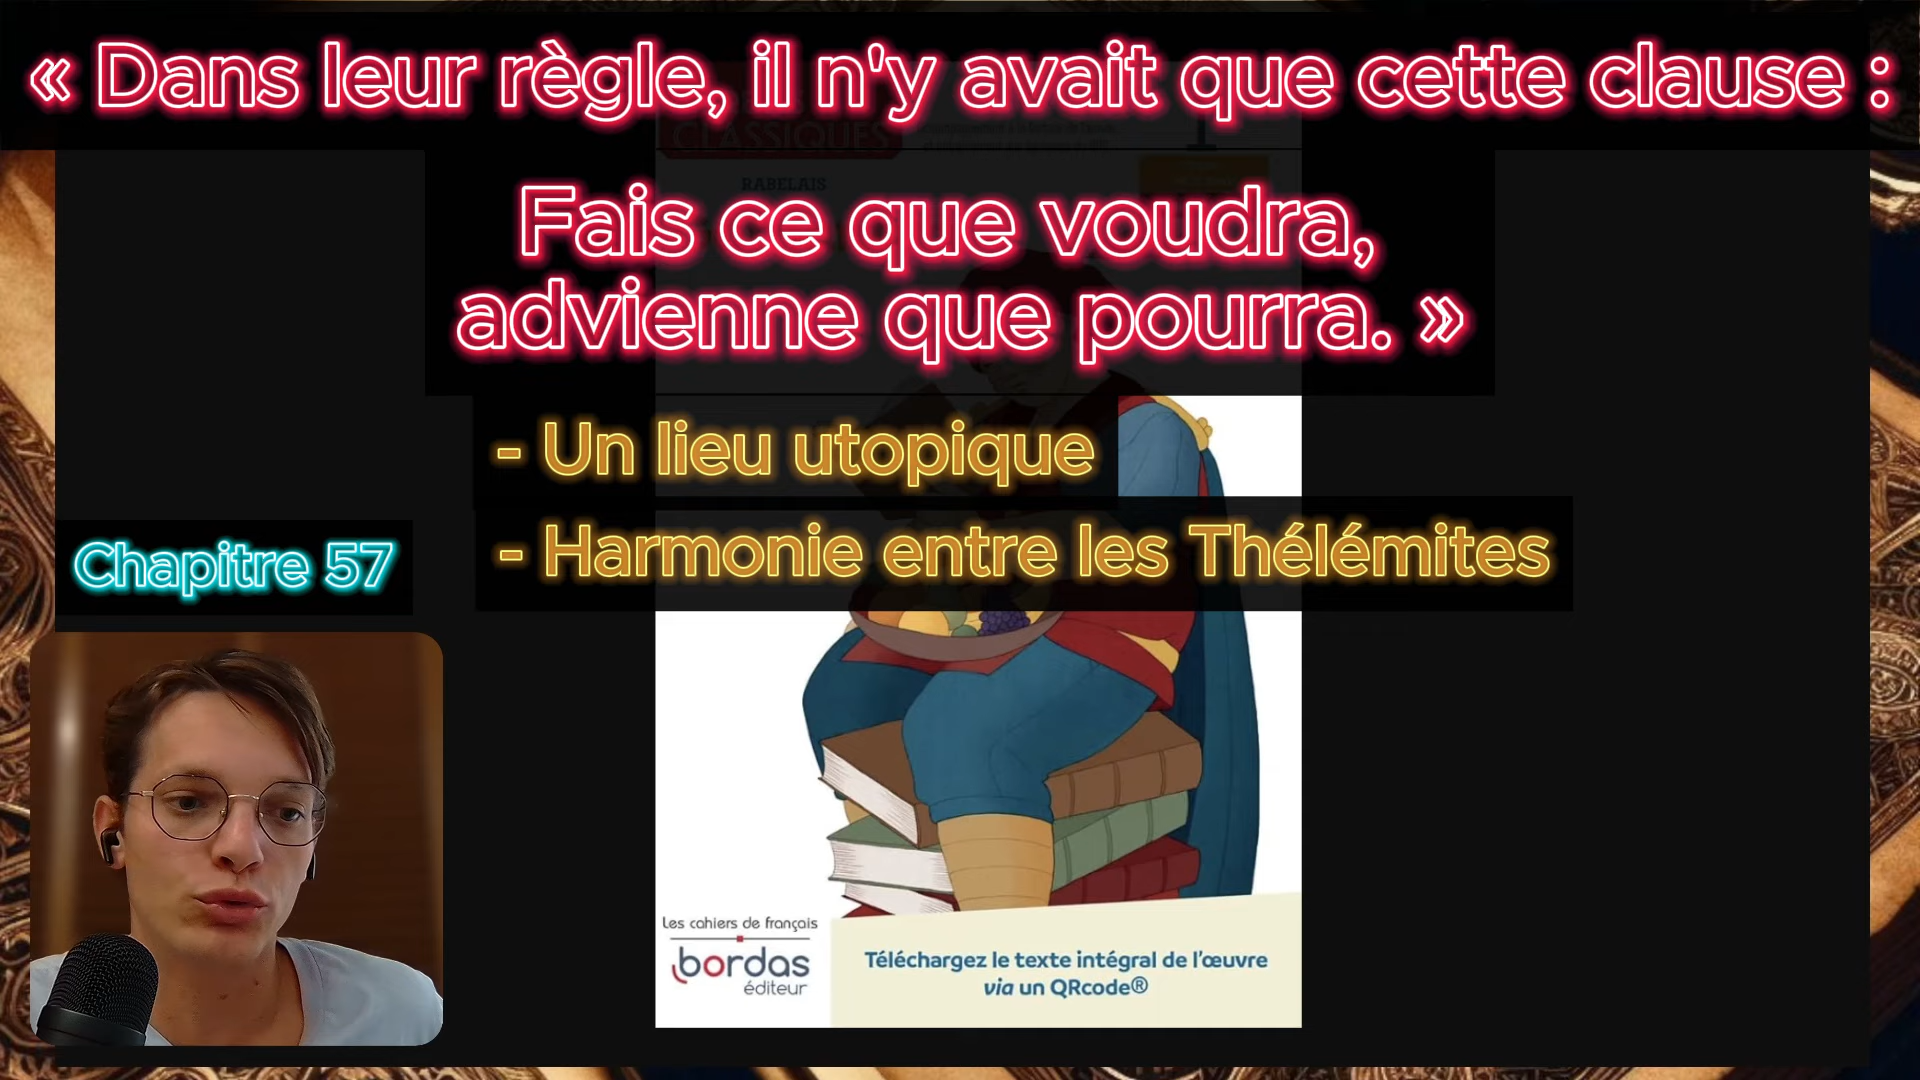 « Dans leur règle, il n'y avait que cette clause :
CLASSIQUES
RABELAIS
Fais ce que voudra,
advienne que pourra. »
- Un lieu utopique
- Harmonie entre les Thélémites
Chapitre 57
Les cahiers de français
bordas
éditeur
Téléchargez le texte intégral de l'œuvre
via un QRcode®